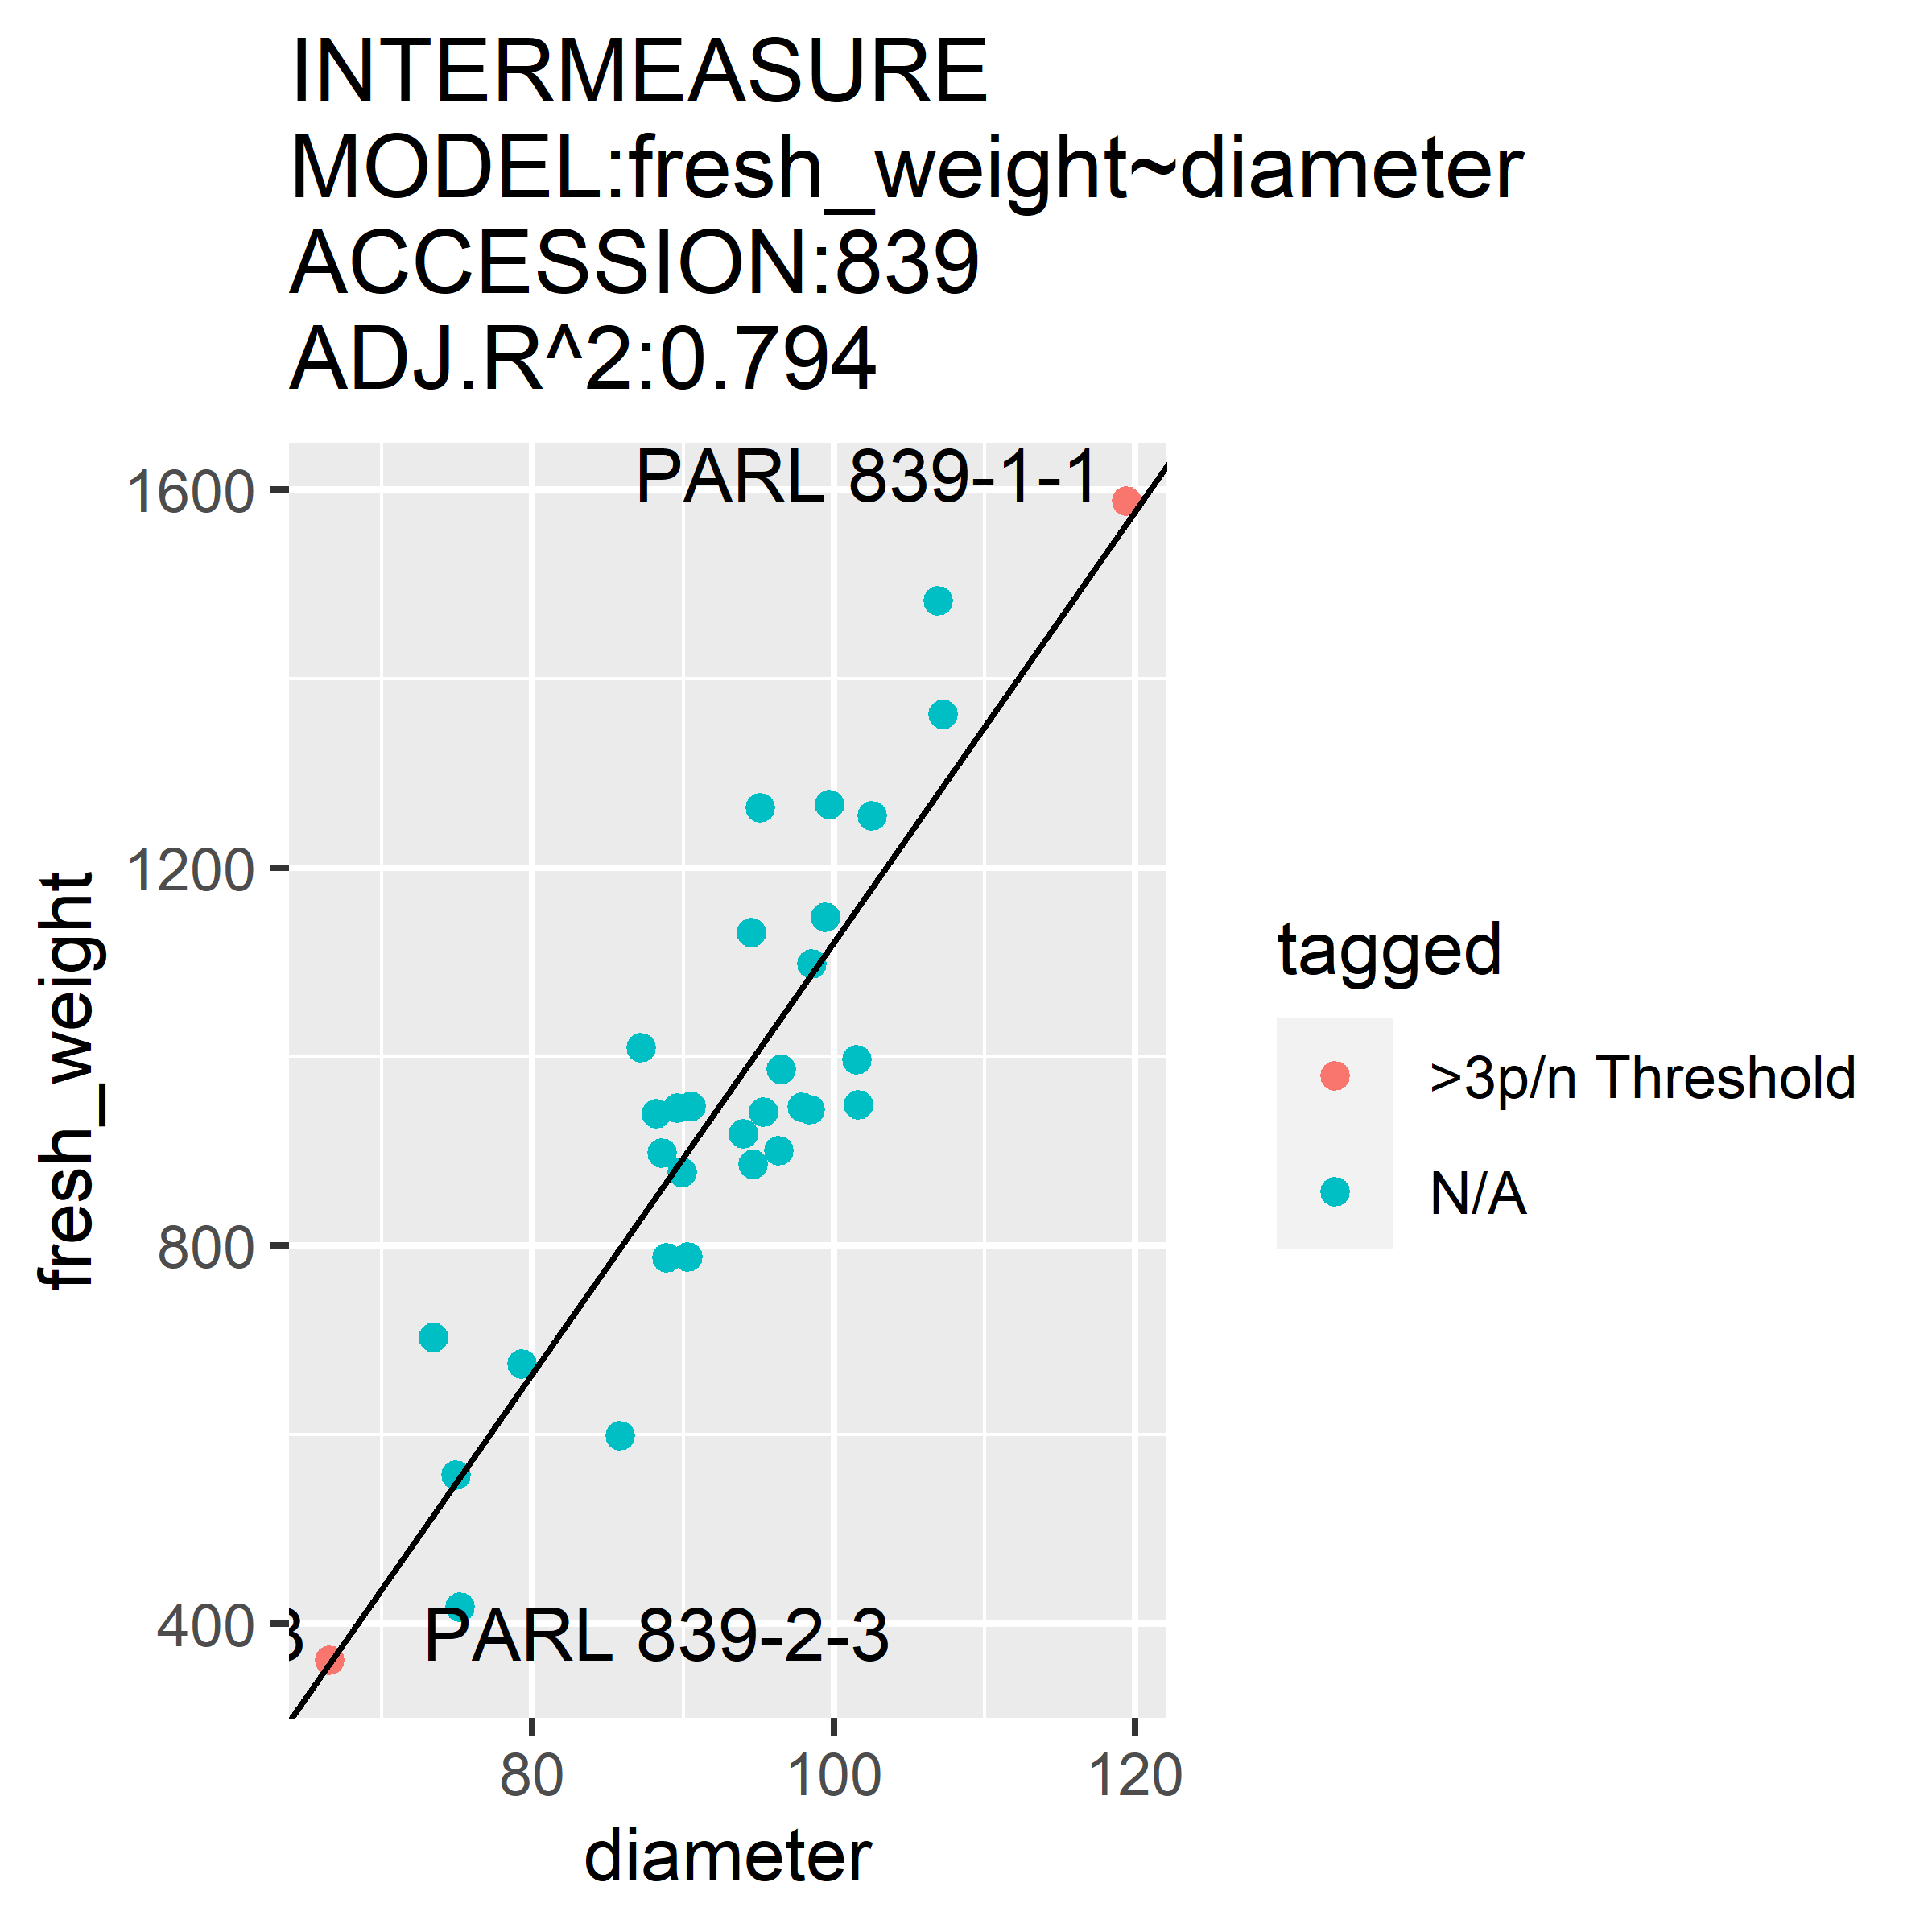 INTERMEASURE
MODEL:fresh_weight~diameter
ACCESSION:839
ADJ.R^2:0.794
PARL 839-1-1
1600
1200
800
400
fresh_weight
PARL 839-2-3
80
100
120
diameter
tagged
>3p/n Threshold
N/A